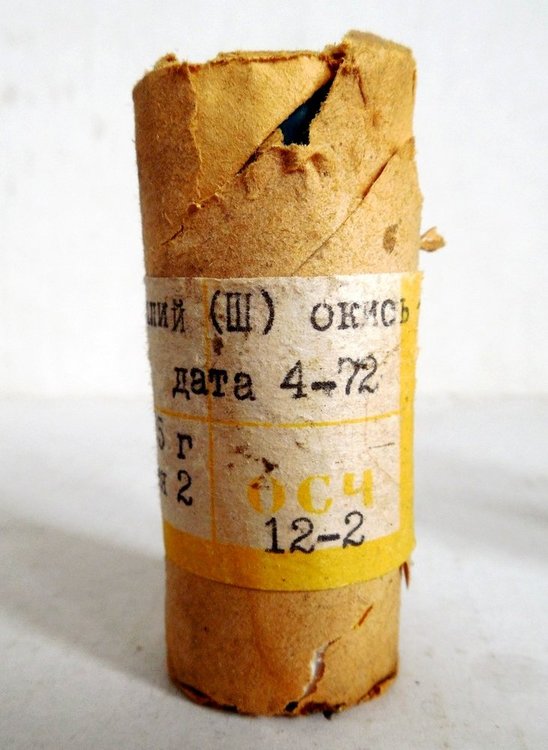 лий (Ш) окись
дата 4-72
5 г
2
осч
12-2